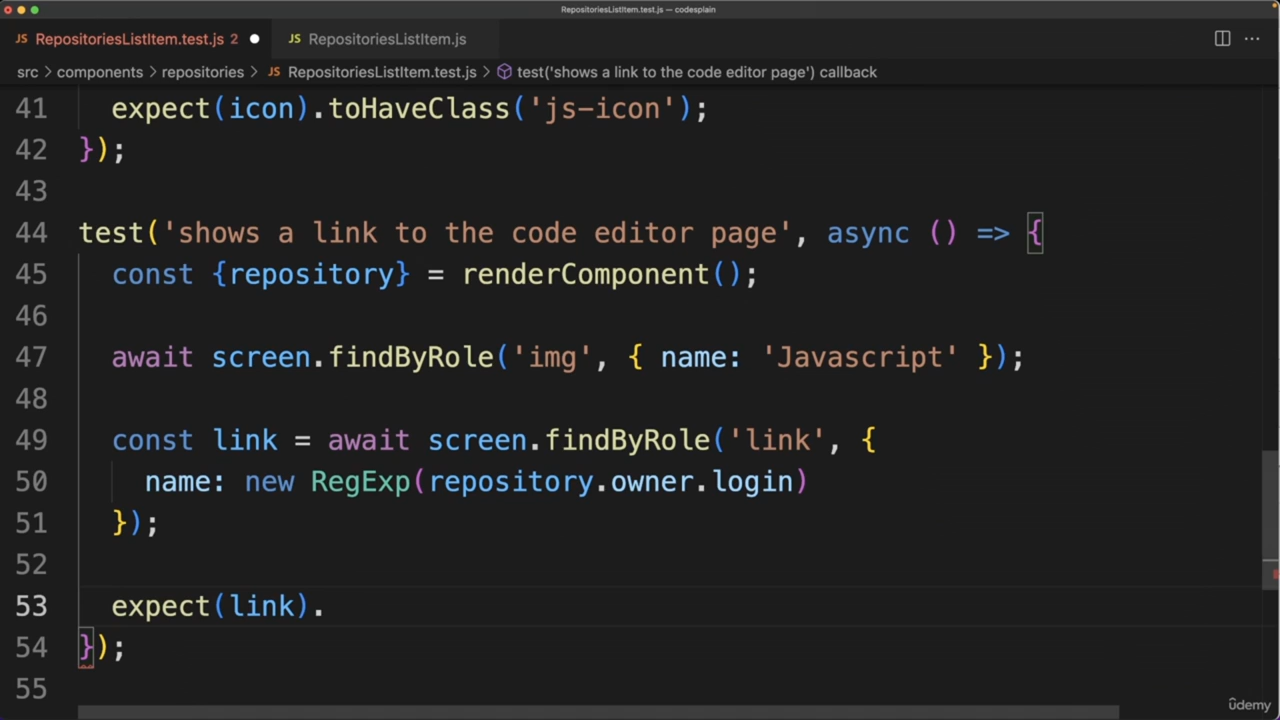 RepositoriesListItem.test.js — codesplain
JS RepositoriesListItem.test.js 2 JS RepositoriesListItem.js
src > components > repositories > JS RepositoriesListItem.test.js > test('shows a link to the code editor page') callback
41 expect(icon).toHaveClass('js-icon');
42 });
43
44 test('shows a link to the code editor page', async () => {
45 const {repository} = renderComponent();
46
47 await screen.findByRole('img', { name: 'Javascript' });
48
49 const link = await screen.findByRole('link', {
50 name: new RegExp(repository.owner.login)
51 });
52
53 expect(link).
54 });
55
ûdemy